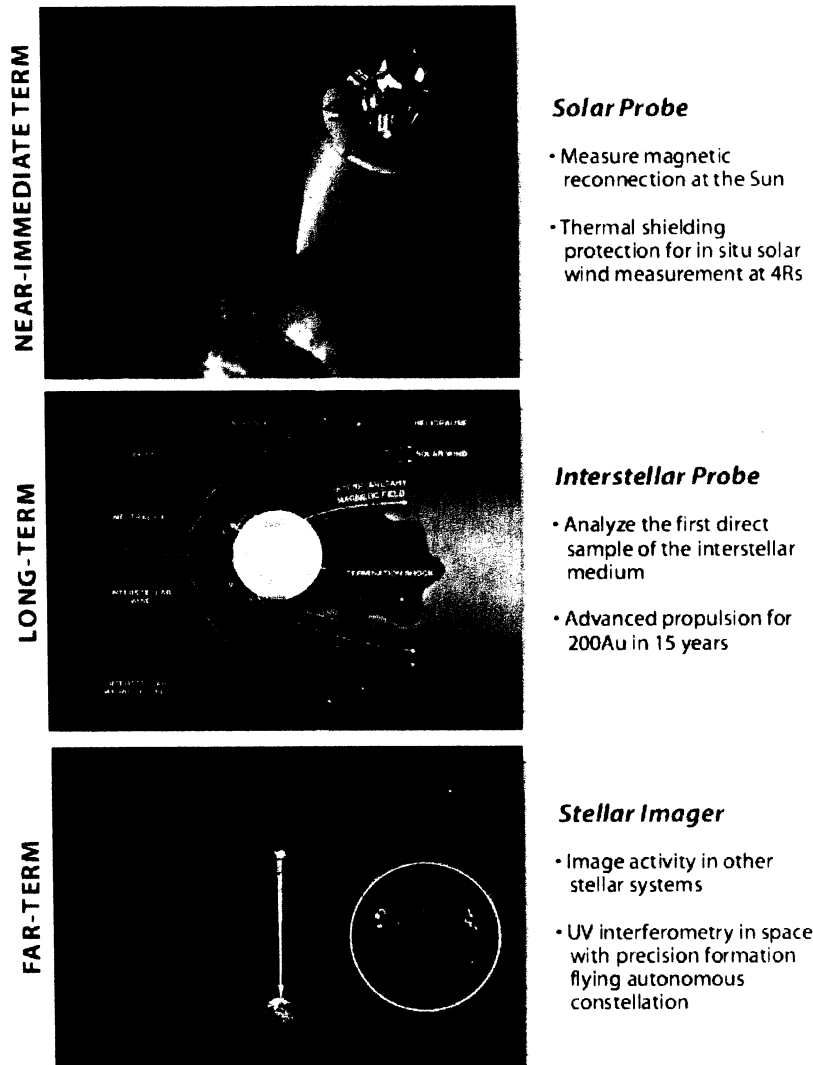 NEAR-IMMEDIATE TERM
Solar Probe
• Measure magnetic
reconnection at the Sun
• Thermal shielding
protection for in situ solar
wind measurement at 4Rs
LONG-TERM
HELIOPAUSE
SOLAR WIND
MAGNETIC FIELD
TERMINATION SHOCK
INTERSTELLAR
WIND
Interstellar Probe
• Analyze the first direct
sample of the interstellar
medium
• Advanced propulsion for
200Au in 15 years
FAR-TERM
Stellar Imager
• Image activity in other
stellar systems
• UV interferometry in space
with precision formation
flying autonomous
constellation